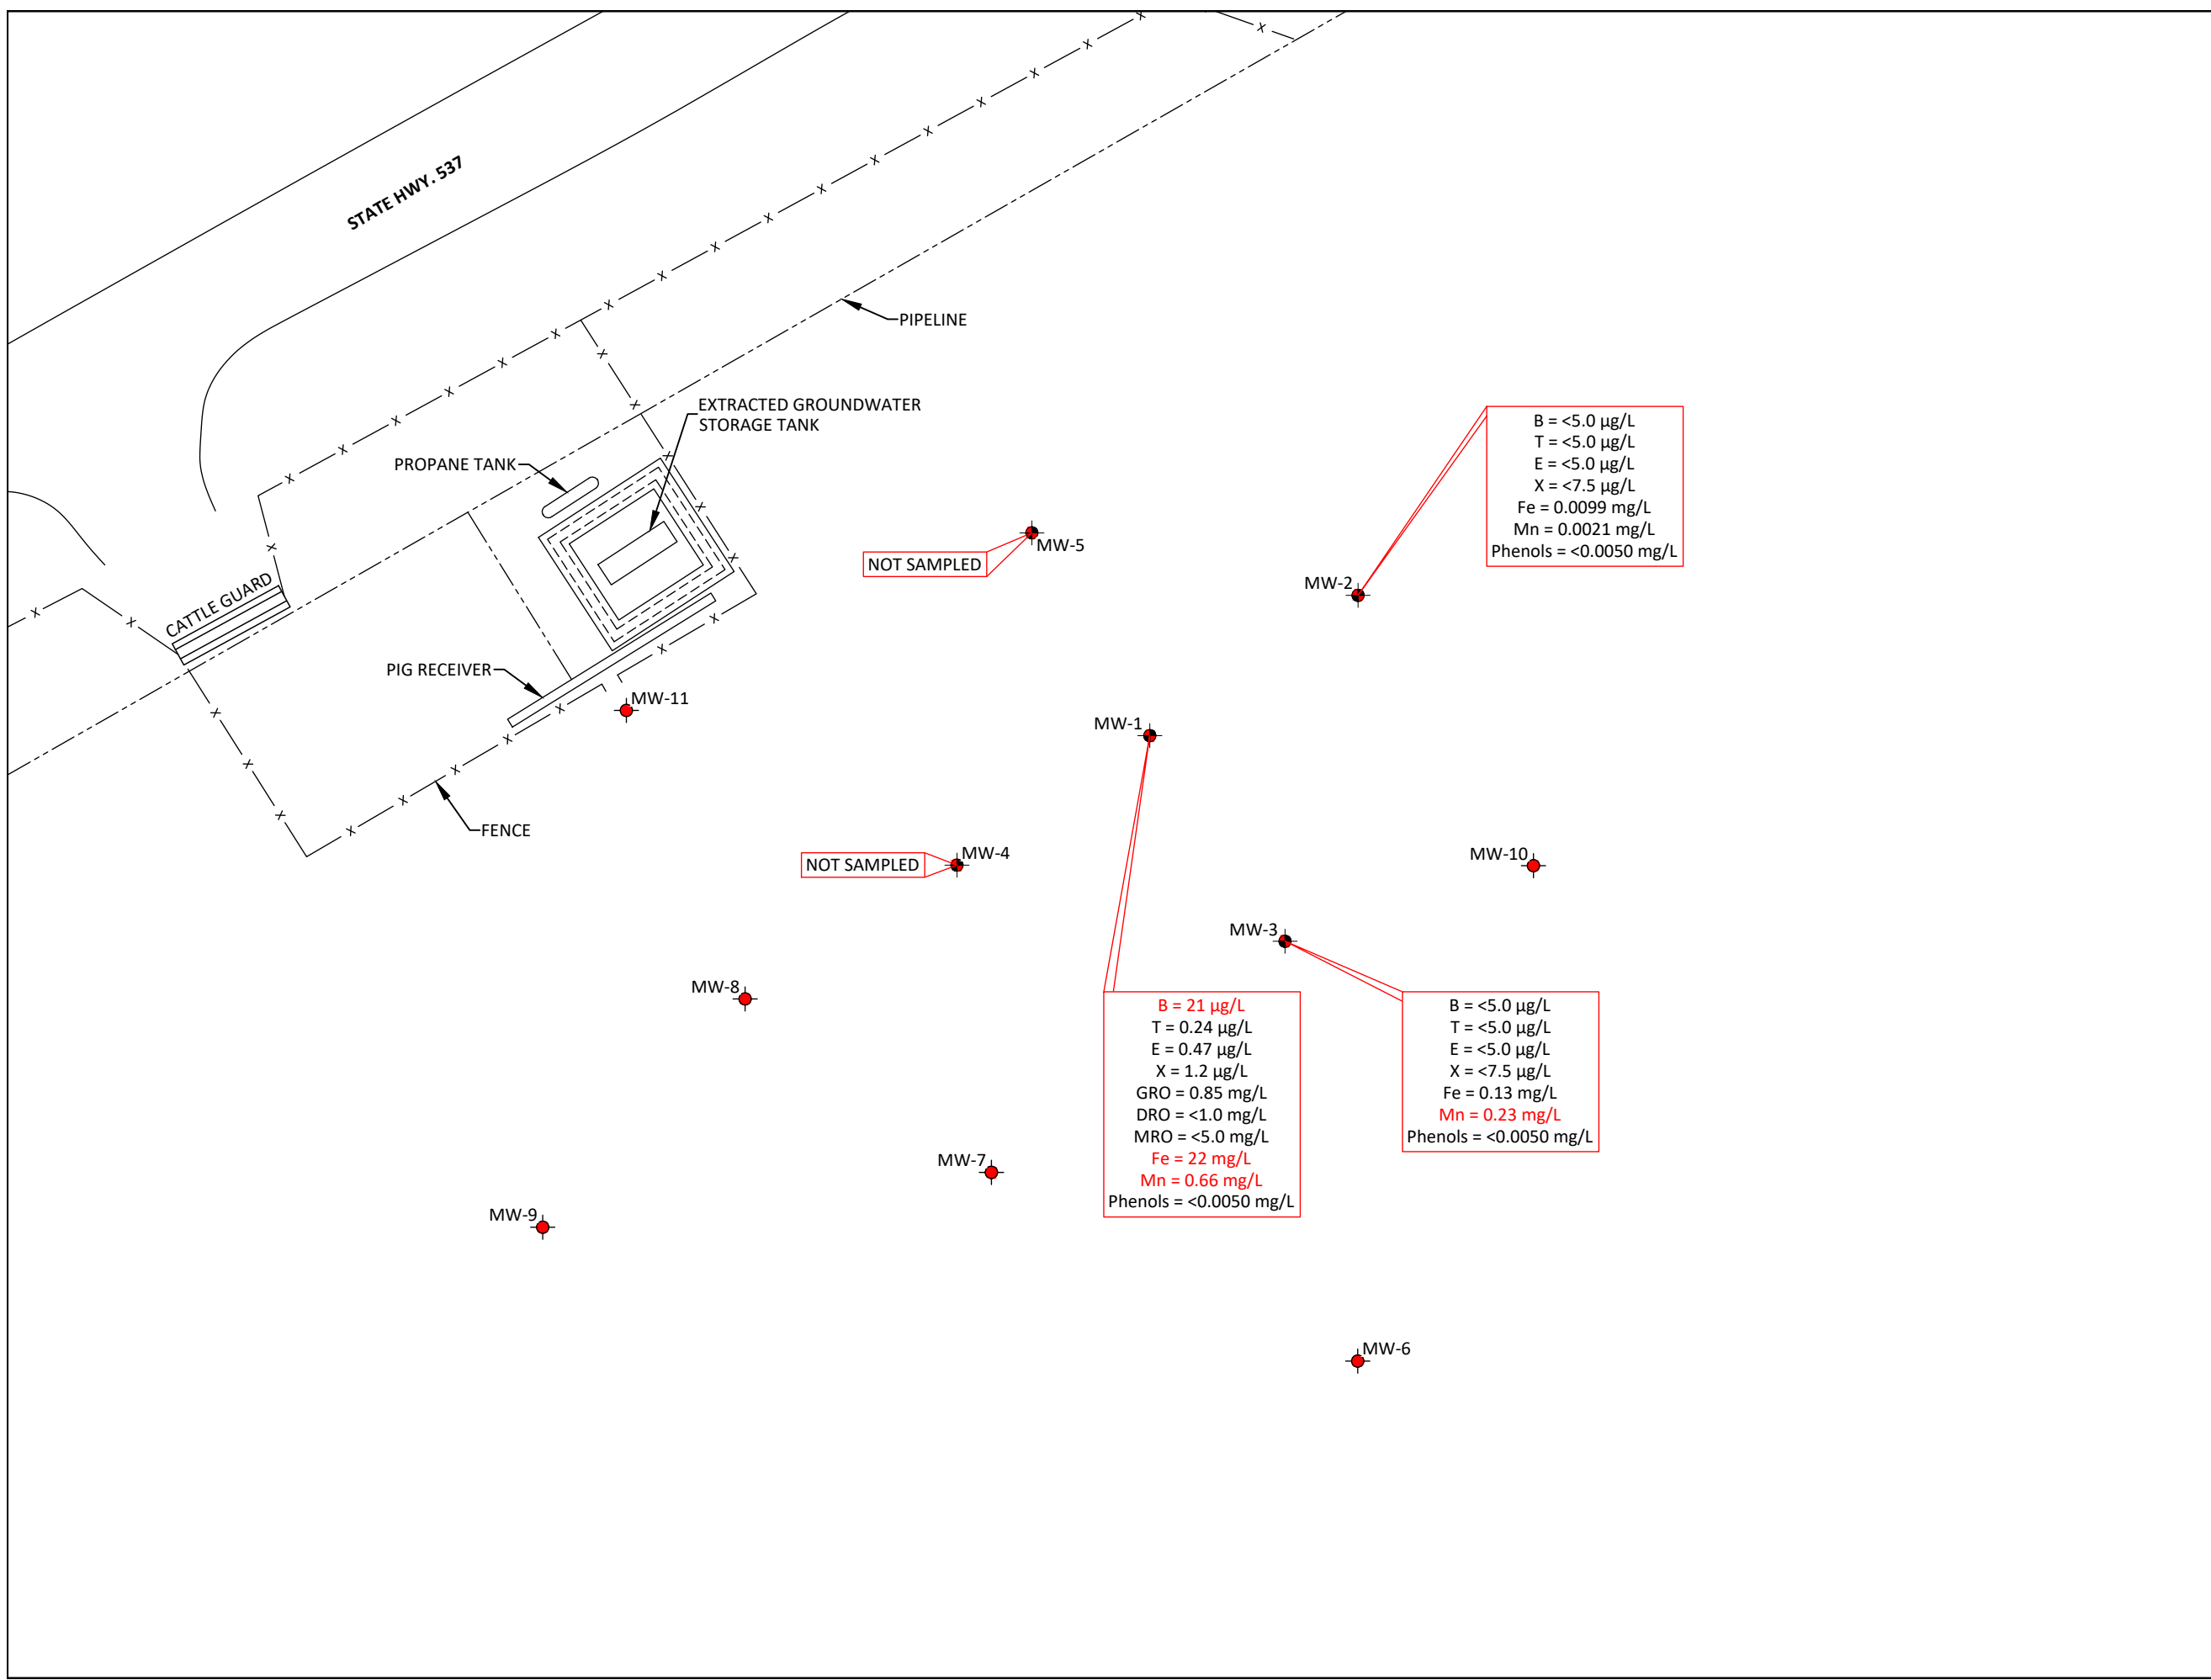 STATE HWY. 537
PIPELINE
EXTRACTED GROUNDWATER
STORAGE TANK
PROPANE TANK
B = <5.0 µg/L
T = <5.0 µg/L
E = <5.0 µg/L
X = <7.5 µg/L
Fe = 0.0099 mg/L
Mn = 0.0021 mg/L
Phenols = <0.0050 mg/L
MW-5
NOT SAMPLED
MW-2
CATTLE GUARD
PIG RECEIVER
MW-11
MW-1
FENCE
NOT SAMPLED
MW-4
MW-10
MW-3
MW-8
B = 21 µg/L
T = 0.24 µg/L
E = 0.47 µg/L
X = 1.2 µg/L
GRO = 0.85 mg/L
DRO = <1.0 mg/L
MRO = <5.0 mg/L
Fe = 22 mg/L
Mn = 0.66 mg/L
Phenols = <0.0050 mg/L
B = <5.0 µg/L
T = <5.0 µg/L
E = <5.0 µg/L
X = <7.5 µg/L
Fe = 0.13 mg/L
Mn = 0.23 mg/L
Phenols = <0.0050 mg/L
MW-7
MW-9
MW-6